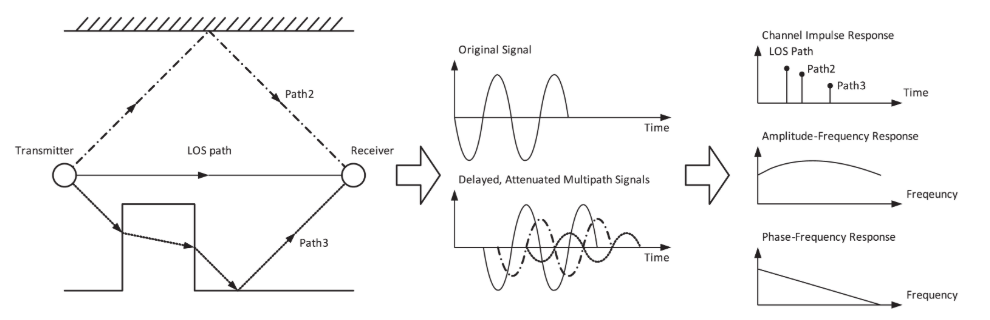 Path2
Transmitter
LOS path
Receiver
Path3
Original Signal
Time
Delayed, Attenuated Multipath Signals
Time
Channel Impulse Response
LOS Path
Path2
Path3
Time
Amplitude-Frequency Response
Freqeuncy
Phase-Frequency Response
Frequency